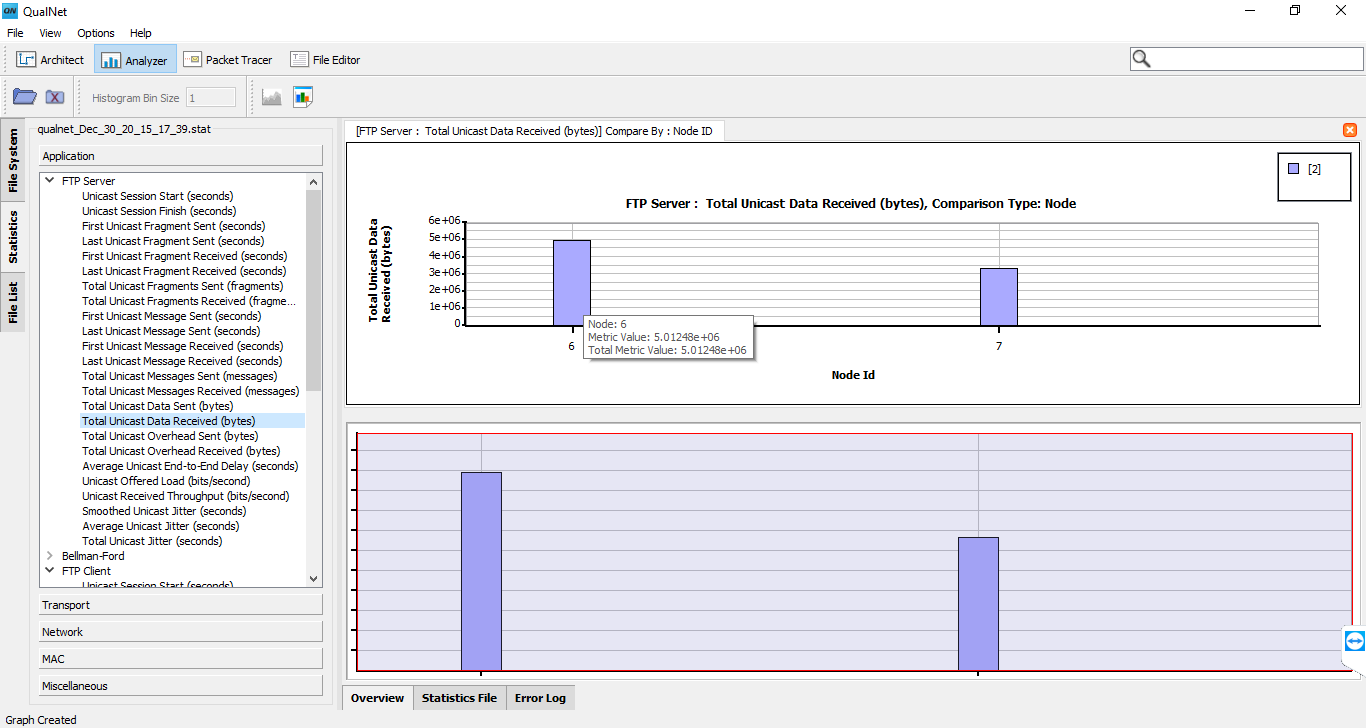 QN QualNet
File View Options Help
Architect Analyzer Packet Tracer File Editor
Histogram Bin Size 1
File System
Statistics
File List
qualnet_Dec_30_20_15_17_39.stat
Application
FTP Server
Unicast Session Start (seconds)
Unicast Session Finish (seconds)
First Unicast Fragment Sent (seconds)
Last Unicast Fragment Sent (seconds)
First Unicast Fragment Received (seconds)
Last Unicast Fragment Received (seconds)
Total Unicast Fragments Sent (fragments)
Total Unicast Fragments Received (fragme...
First Unicast Message Sent (seconds)
Last Unicast Message Sent (seconds)
First Unicast Message Received (seconds)
Last Unicast Message Received (seconds)
Total Unicast Messages Sent (messages)
Total Unicast Messages Received (messages)
Total Unicast Data Sent (bytes)
Total Unicast Data Received (bytes)
Total Unicast Overhead Sent (bytes)
Total Unicast Overhead Received (bytes)
Average Unicast End-to-End Delay (seconds)
Unicast Offered Load (bits/second)
Unicast Received Throughput (bits/second)
Smoothed Unicast Jitter (seconds)
Average Unicast Jitter (seconds)
Total Unicast Jitter (seconds)
Bellman-Ford
FTP Client
Unicast Session Start (seconds)
Transport
Network
MAC
Miscellaneous
[FTP Server : Total Unicast Data Received (bytes)] Compare By : Node ID
[2]
FTP Server : Total Unicast Data Received (bytes), Comparison Type: Node
Total Unicast Data
Received (bytes)
6e+06
5e+06
4e+06
3e+06
2e+06
1e+06
0
6 7
Node: 6
Metric Value: 5.01248e+06
Total Metric Value: 5.01248e+06
Node Id
Overview Statistics File Error Log
Graph Created